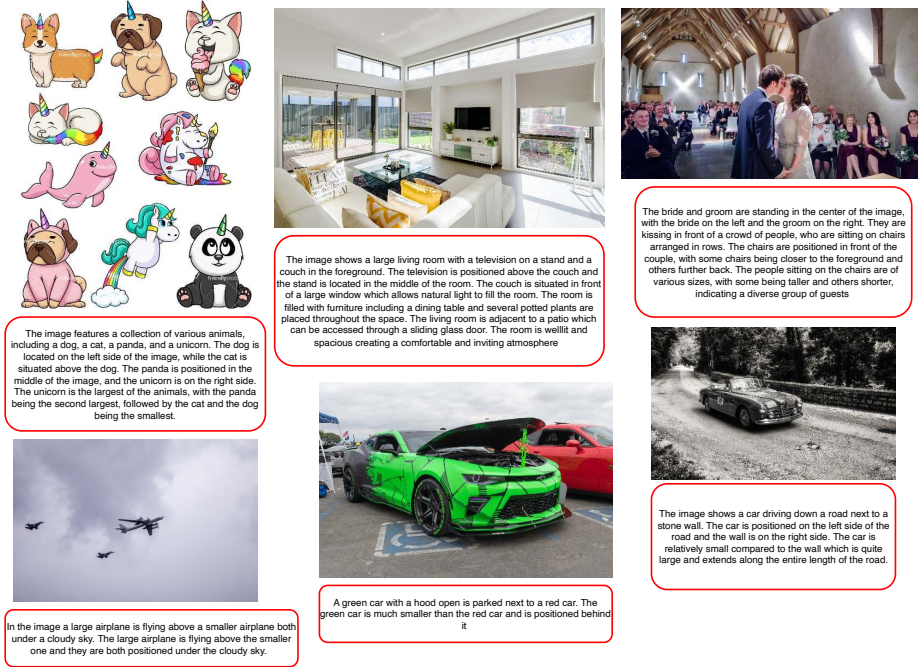 The image features a collection of various animals,
including a dog, a cat, a panda, and a unicorn. The dog is
located on the left side of the image, while the cat is
situated above the dog. The panda is positioned in the
middle of the image, and the unicorn is on the right side.
The unicorn is the largest of the animals, with the panda
being the second largest, followed by the cat and the dog
being the smallest.
In the image a large airplane is flying above a smaller airplane both
under a cloudy sky. The large airplane is flying above the smaller
one and they are both positioned under the cloudy sky.
The image shows a large living room with a television on a stand and a
couch in the foreground. The television is positioned above the couch and
the stand is located in the middle of the room. The couch is situated in front
of a large window which allows natural light to fill the room. The room is
filled with furniture including a dining table and several potted plants are
placed throughout the space. The living room is adjacent to a patio which
can be accessed through a sliding glass door. The room is welllit and
spacious creating a comfortable and inviting atmosphere
A green car with a hood open is parked next to a red car. The
green car is much smaller than the red car and is positioned behind
it
The bride and groom are standing in the center of the image,
with the bride on the left and the groom on the right. They are
kissing in front of a crowd of people, who are sitting on chairs
arranged in rows. The chairs are positioned in front of the
couple, with some chairs being closer to the foreground and
others further back. The people sitting on the chairs are of
various sizes, with some being taller and others shorter,
indicating a diverse group of guests
The image shows a car driving down a road next to a
stone wall. The car is positioned on the left side of the
road and the wall is on the right side. The car is
relatively small compared to the wall which is quite
large and extends along the entire length of the road.